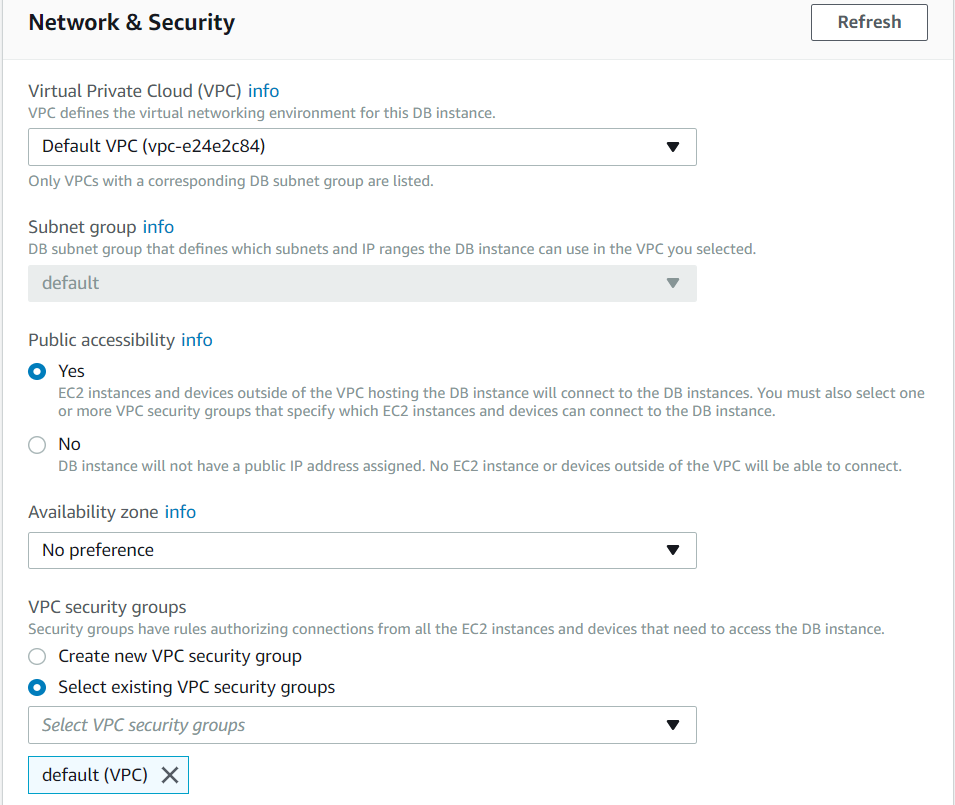 Network & Security
Refresh
Virtual Private Cloud (VPC) info
VPC defines the virtual networking environment for this DB instance.
Default VPC (vpc-e24e2c84)
Only VPCs with a corresponding DB subnet group are listed.
Subnet group info
DB subnet group that defines which subnets and IP ranges the DB instance can use in the VPC you selected.
default
Public accessibility info
Yes
EC2 instances and devices outside of the VPC hosting the DB instance will connect to the DB instances. You must also select one
or more VPC security groups that specify which EC2 instances and devices can connect to the DB instance.
No
DB instance will not have a public IP address assigned. No EC2 instance or devices outside of the VPC will be able to connect.
Availability zone info
No preference
VPC security groups
Security groups have rules authorizing connections from all the EC2 instances and devices that need to access the DB instance.
Create new VPC security group
Select existing VPC security groups
Select VPC security groups
default (VPC)